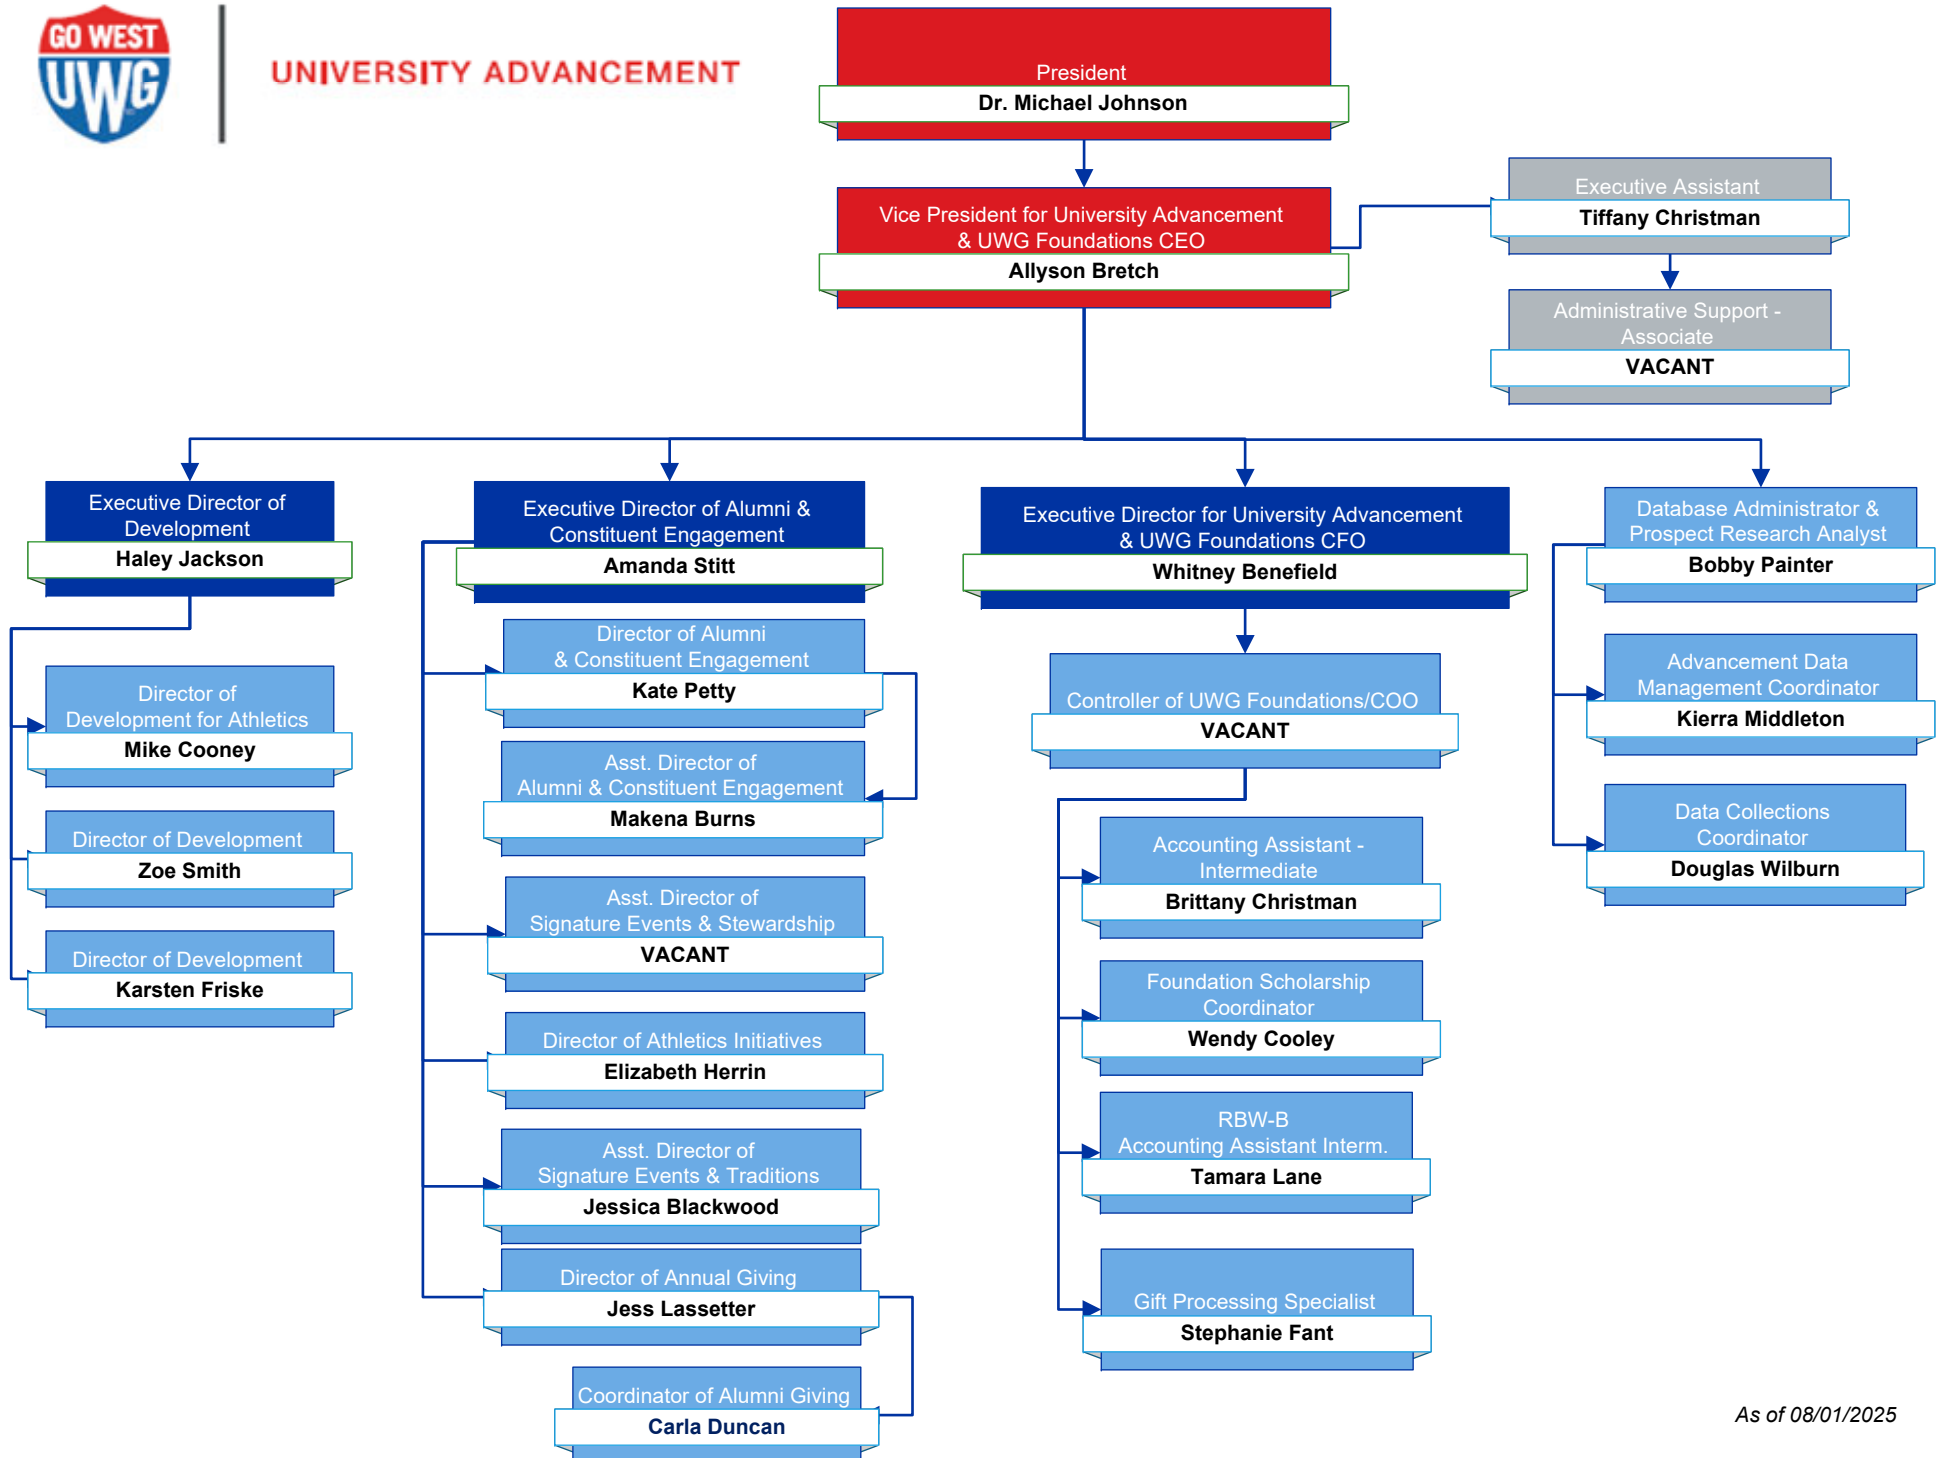 GO WEST
UWG
UNIVERSITY ADVANCEMENT
President
Dr. Michael Johnson
Vice President for University Advancement
& UWG Foundations CEO
Allyson Bretch
Executive Assistant
Tiffany Christman
Administrative Support -
Associate
VACANT
Executive Director of
Development
Haley Jackson
Director of
Development for Athletics
Mike Cooney
Director of Development
Zoe Smith
Director of Development
Karsten Friske
Executive Director of Alumni &
Constituent Engagement
Amanda Stitt
Director of Alumni
& Constituent Engagement
Kate Petty
Asst. Director of
Alumni & Constituent Engagement
Makena Burns
Asst. Director of
Signature Events & Stewardship
VACANT
Director of Athletics Initiatives
Elizabeth Herrin
Asst. Director of
Signature Events & Traditions
Jessica Blackwood
Director of Annual Giving
Jess Lassetter
Coordinator of Alumni Giving
Carla Duncan
Executive Director for University Advancement
& UWG Foundations CFO
Whitney Benefield
Controller of UWG Foundations/COO
VACANT
Accounting Assistant -
Intermediate
Brittany Christman
Foundation Scholarship
Coordinator
Wendy Cooley
RBW-B
Accounting Assistant Interm.
Tamara Lane
Gift Processing Specialist
Stephanie Fant
Database Administrator &
Prospect Research Analyst
Bobby Painter
Advancement Data
Management Coordinator
Kierra Middleton
Data Collections
Coordinator
Douglas Wilburn
As of 08/01/2025